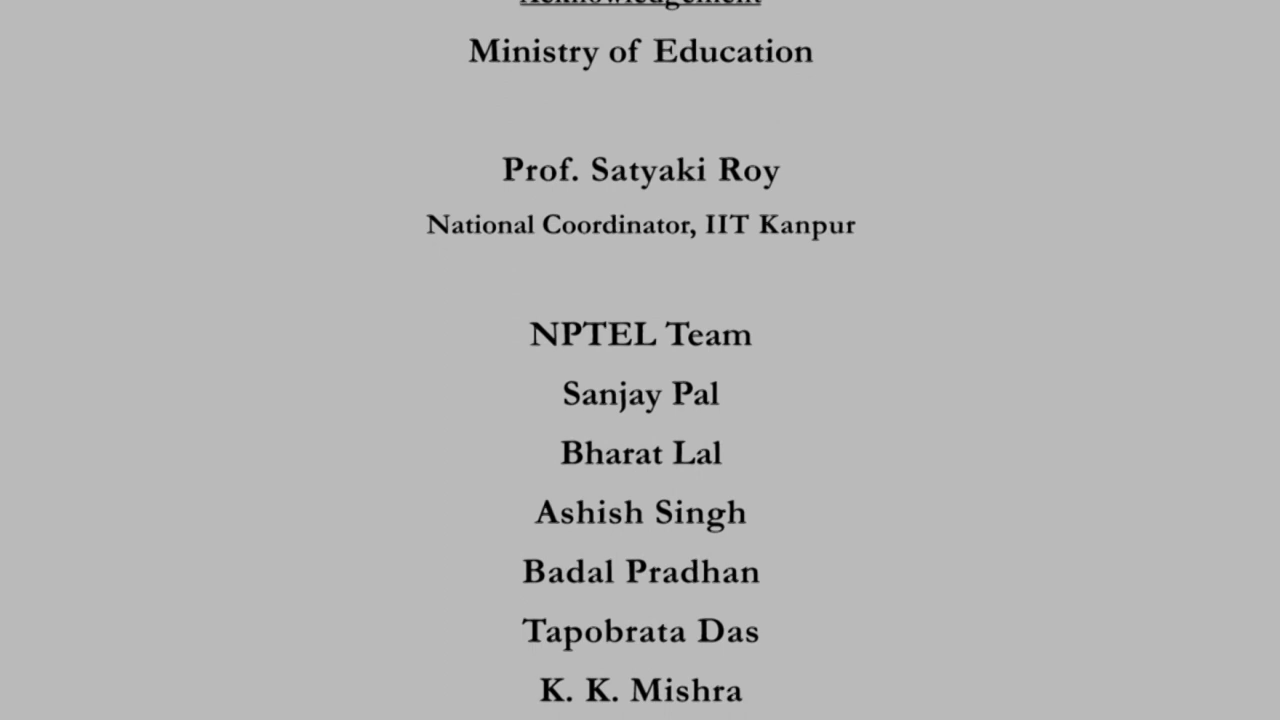 Acknowledgement
Ministry of Education
Prof. Satyaki Roy
National Coordinator, IIT Kanpur
NPTEL Team
Sanjay Pal
Bharat Lal
Ashish Singh
Badal Pradhan
Tapobrata Das
K. K. Mishra